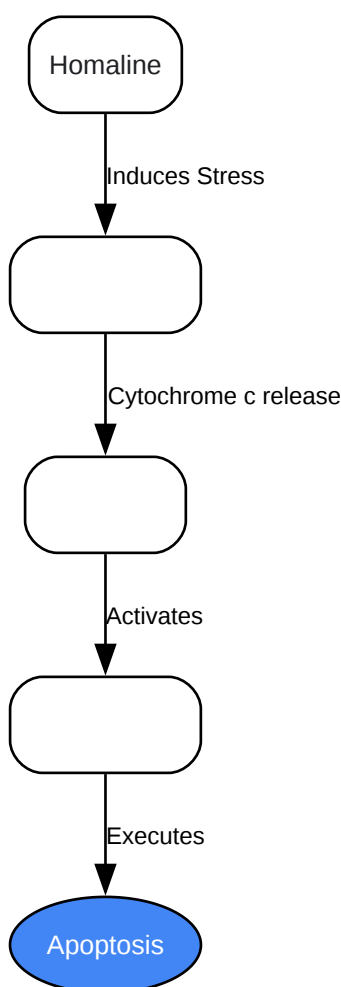 Homaline
Induces Stress
Cytochrome c release
Activates
Executes
Apoptosis